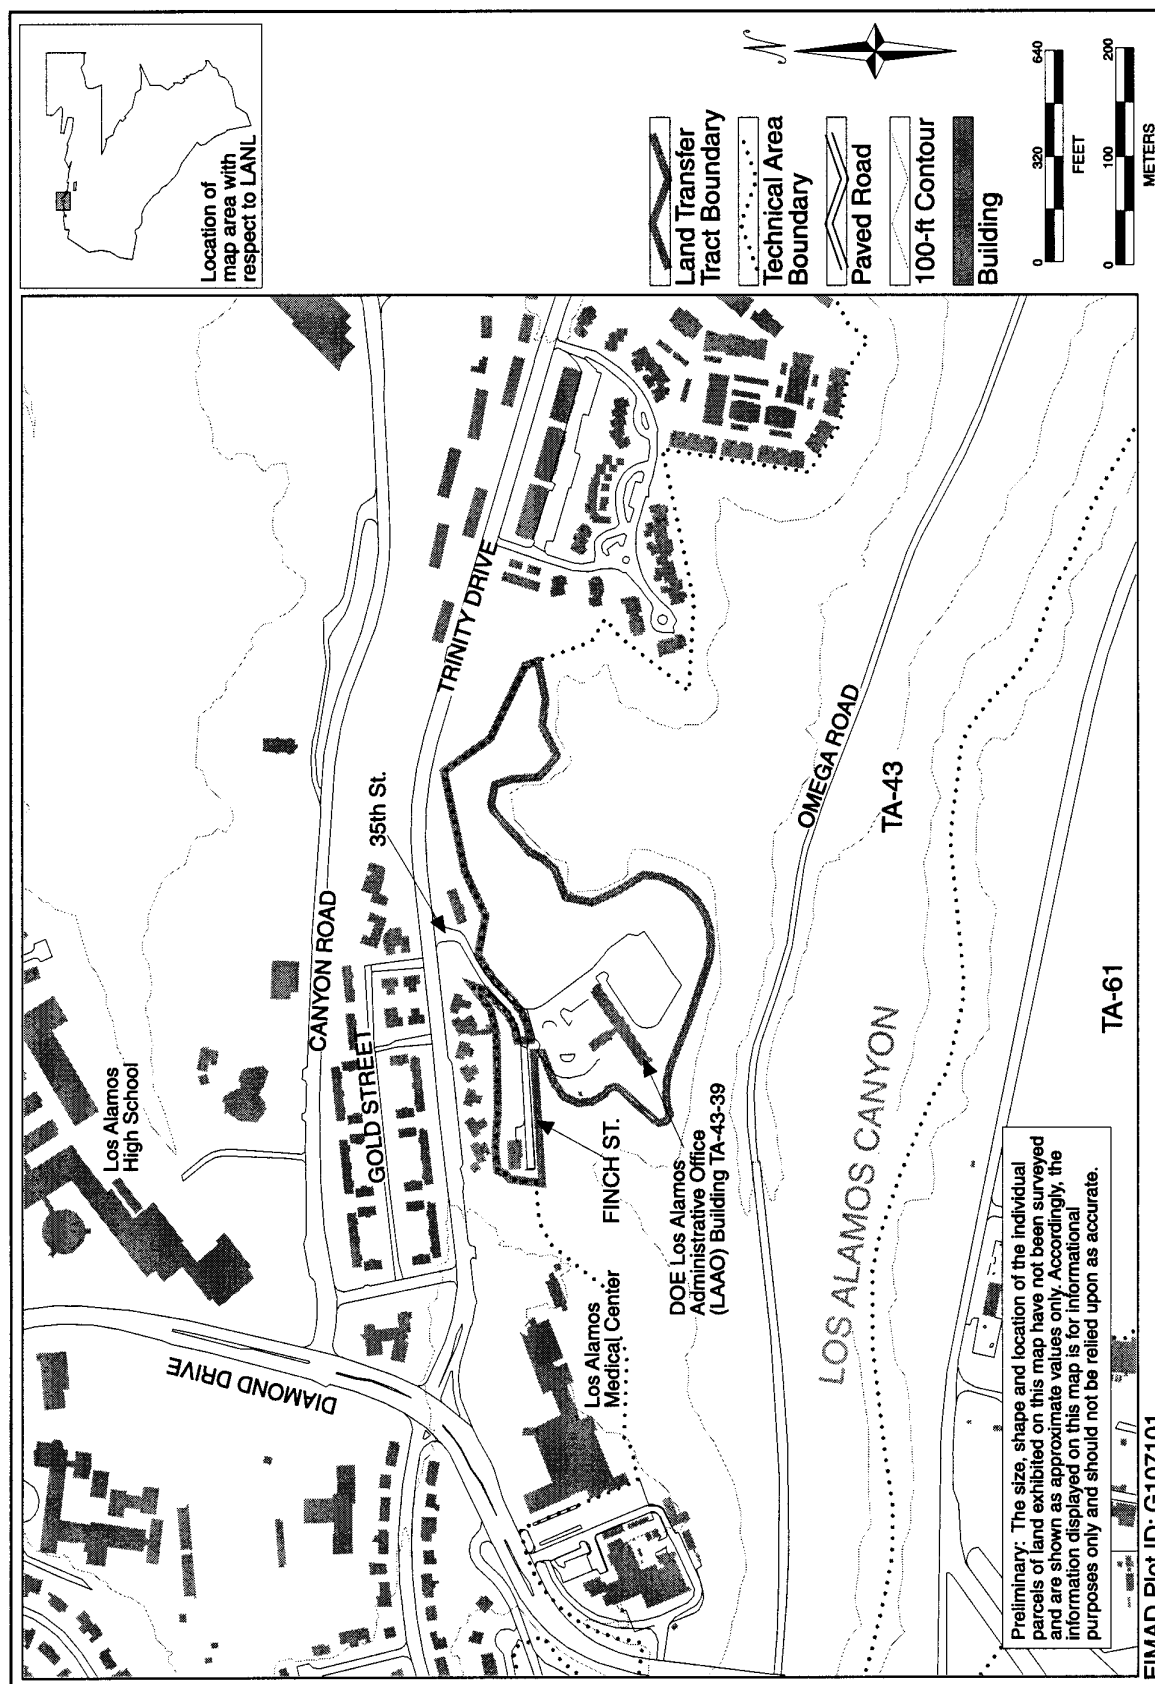 Location of
map area with
respect to LANL
N
Land Transfer
Tract Boundary
Technical Area
Boundary
Paved Road
100-ft Contour
Building
0
320
640
FEET
0
100
200
METERS
Los Alamos
High School
DIAMOND DRIVE
CANYON ROAD
GOLD STREET
35th St.
TRINITY DRIVE
FINCH ST.
Los Alamos
Medical Center
DOE Los Alamos
Administrative Office
(LAAO) Building TA-43-39
OMEGA ROAD
TA-43
LOS ALAMOS CANYON
TA-61
Preliminary: The size, shape and location of the individual
parcels of land exhibited on this map have not been surveyed
and are shown as approximate values only. Accordingly, the
information displayed on this map is for informational
purposes only and should not be relied upon as accurate.
FIMAD Plot ID: G107101